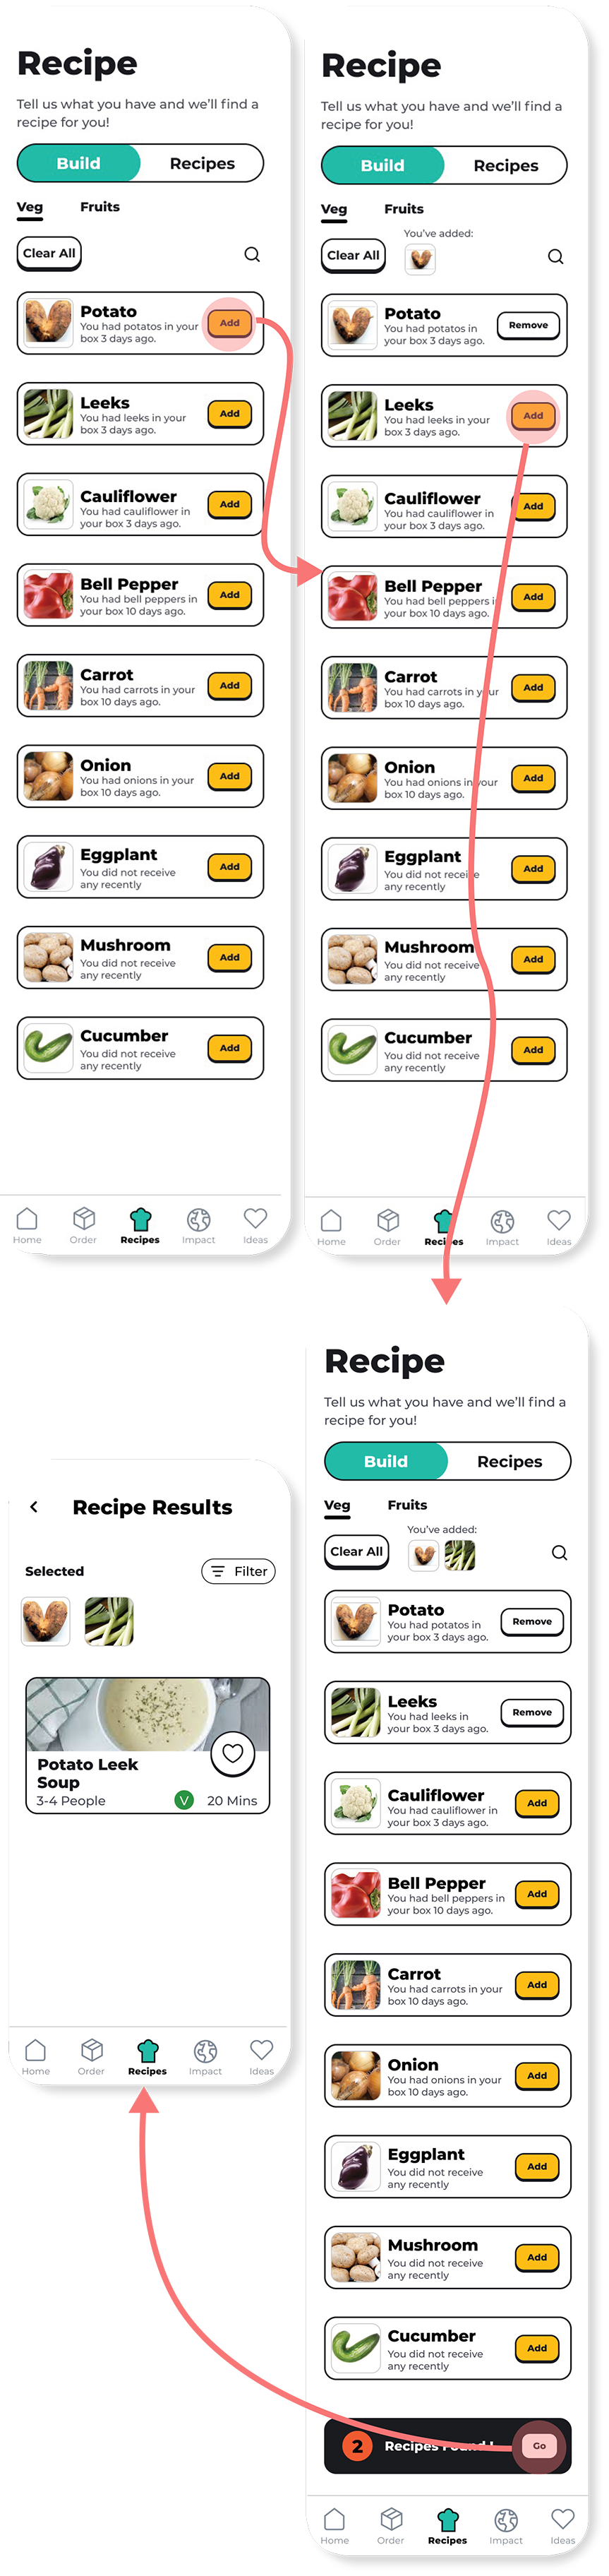 Recipe
Tell us what you have and we'll find a
recipe for you!
Build
Recipes
Veg
Fruits
Clear All
Potato
You had potatos in your
box 3 days ago.
Add
Leeks
You had leeks in your
box 3 days ago.
Add
Cauliflower
You had cauliflower in
your box 3 days ago.
Add
Bell Pepper
You had bell peppers in
your box 10 days ago.
Add
Carrot
You had carrots in your
box 10 days ago.
Add
Onion
You had onions in your
box 10 days ago.
Add
Eggplant
You did not receive
any recently
Add
Mushroom
You did not receive
any recently
Add
Cucumber
You did not receive
any recently
Add
Home
Order
Recipes
Impact
Ideas
Recipe
Tell us what you have and we'll find a
recipe for you!
Build
Recipes
Veg
Fruits
You've added:
Clear All
Potato
You had potatos in
your box 3 days ago.
Remove
Leeks
You had leeks in your
box 3 days ago.
Add
Cauliflower
You had cauliflower in
your box 3 days ago.
Add
Bell Pepper
You had bell peppers in
your box 10 days ago.
Add
Carrot
You had carrots in your
box 10 days ago.
Add
Onion
You had onions in your
box 10 days ago.
Add
Eggplant
You did not receive
any recently
Add
Mushroom
You did not receive
any recently
Add
Cucumber
You did not receive
any recently
Add
Home
Order
Recipes
Impact
Ideas
Recipe
Tell us what you have and we'll find a
recipe for you!
Build
Recipes
Veg
Fruits
You've added:
Clear All
Potato
You had potatos in
your box 3 days ago.
Remove
Leeks
You had leeks in
your box 3 days ago.
Remove
Cauliflower
You had cauliflower in
your box 3 days ago.
Add
Bell Pepper
You had bell peppers in
your box 10 days ago.
Add
Carrot
You had carrots in your
box 10 days ago.
Add
Onion
You had onions in your
box 10 days ago.
Add
Eggplant
You did not receive
any recently
Add
Mushroom
You did not receive
any recently
Add
Cucumber
You did not receive
any recently
Add
2
Recipes Found !
Go
Home
Order
Recipes
Impact
Ideas
Recipe Results
Selected
Filter
Potato Leek
Soup
3-4 People
V
20 Mins
Home
Order
Recipes
Impact
Ideas